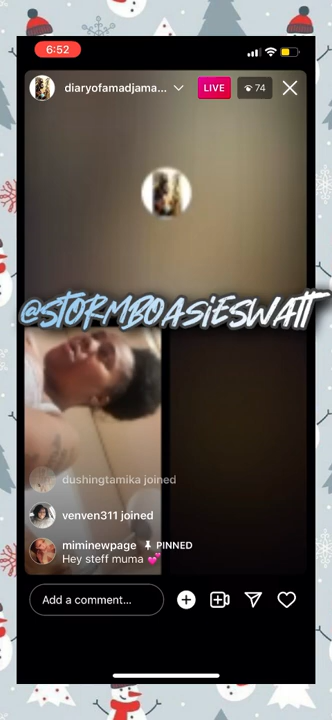 6:52
diaryofamadjama...
LIVE
74
@STORMBOASIESWATT
dushingtamika joined
venven311 joined
miminewpage PINNED
Hey steff muma 💕
Add a comment...